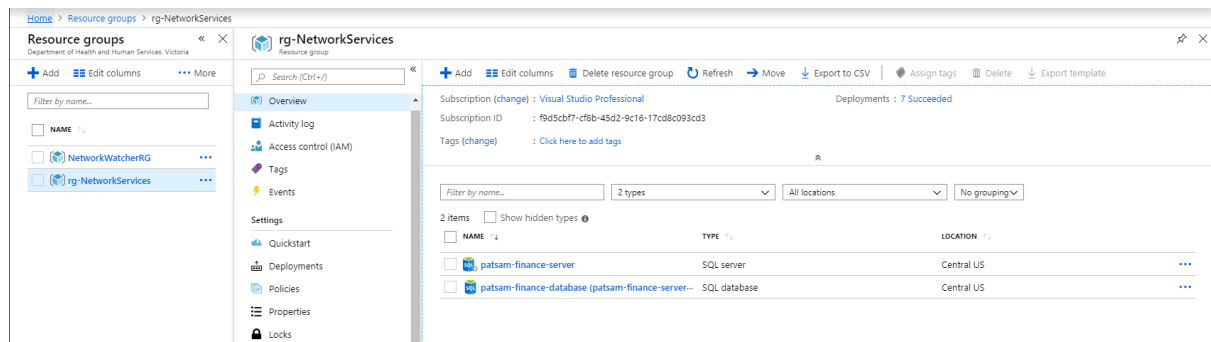 Home > Resource groups > rg-NetworkServices
Resource groups
Department of Health and Human Services. Victoria
Add Edit columns ••• More
Filter by name...
NAME
NetworkWatcherRG •••
rg-NetworkServices •••
rg-NetworkServices
Resource group
Search (Ctrl+/)
Overview
Activity log
Access control (IAM)
Tags
Events
Settings
Quickstart
Deployments
Policies
Properties
Locks
Add Edit columns Delete resource group Refresh Move Export to CSV Assign tags Delete Export template
Subscription (change) : Visual Studio Professional Deployments : 7 Succeeded
Subscription ID : f9d5cbf7-cf8b-45d2-9c16-17cd8c093cd3
Tags (change) : Click here to add tags
Filter by name... 2 types All locations No grouping
2 items Show hidden types
NAME TYPE LOCATION
SQL patsam-finance-server SQL server Central US •••
SQL patsam-finance-database (patsam-finance-server··· SQL database Central US •••